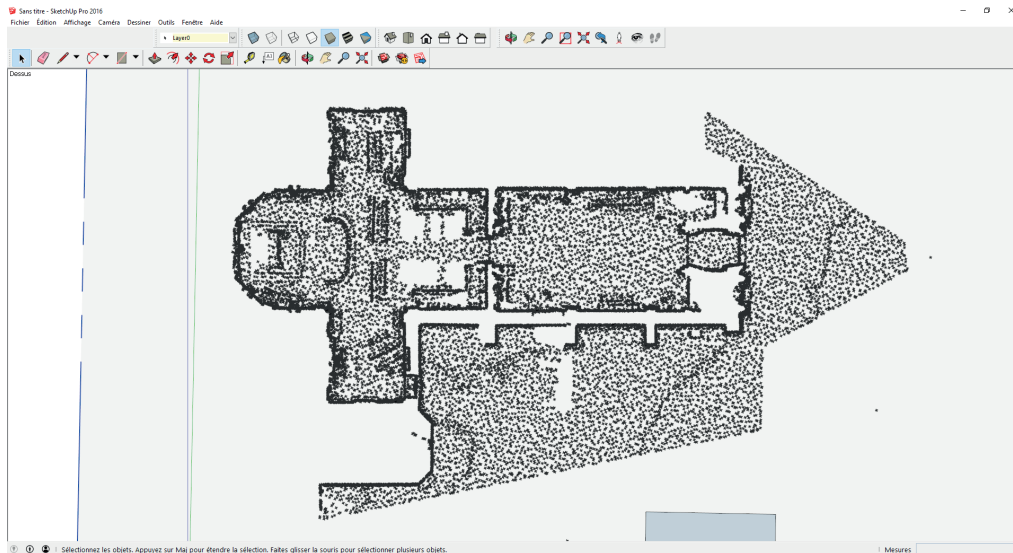 Sans titre - SketchUp Pro 2016
Fichier Édition Affichage Caméra Dessiner Outils Fenêtre Aide
Layer0
Dessus
Sélectionnez les objets. Appuyez sur Maj pour étendre la sélection. Faites glisser la souris pour sélectionner plusieurs objets.
Mesures